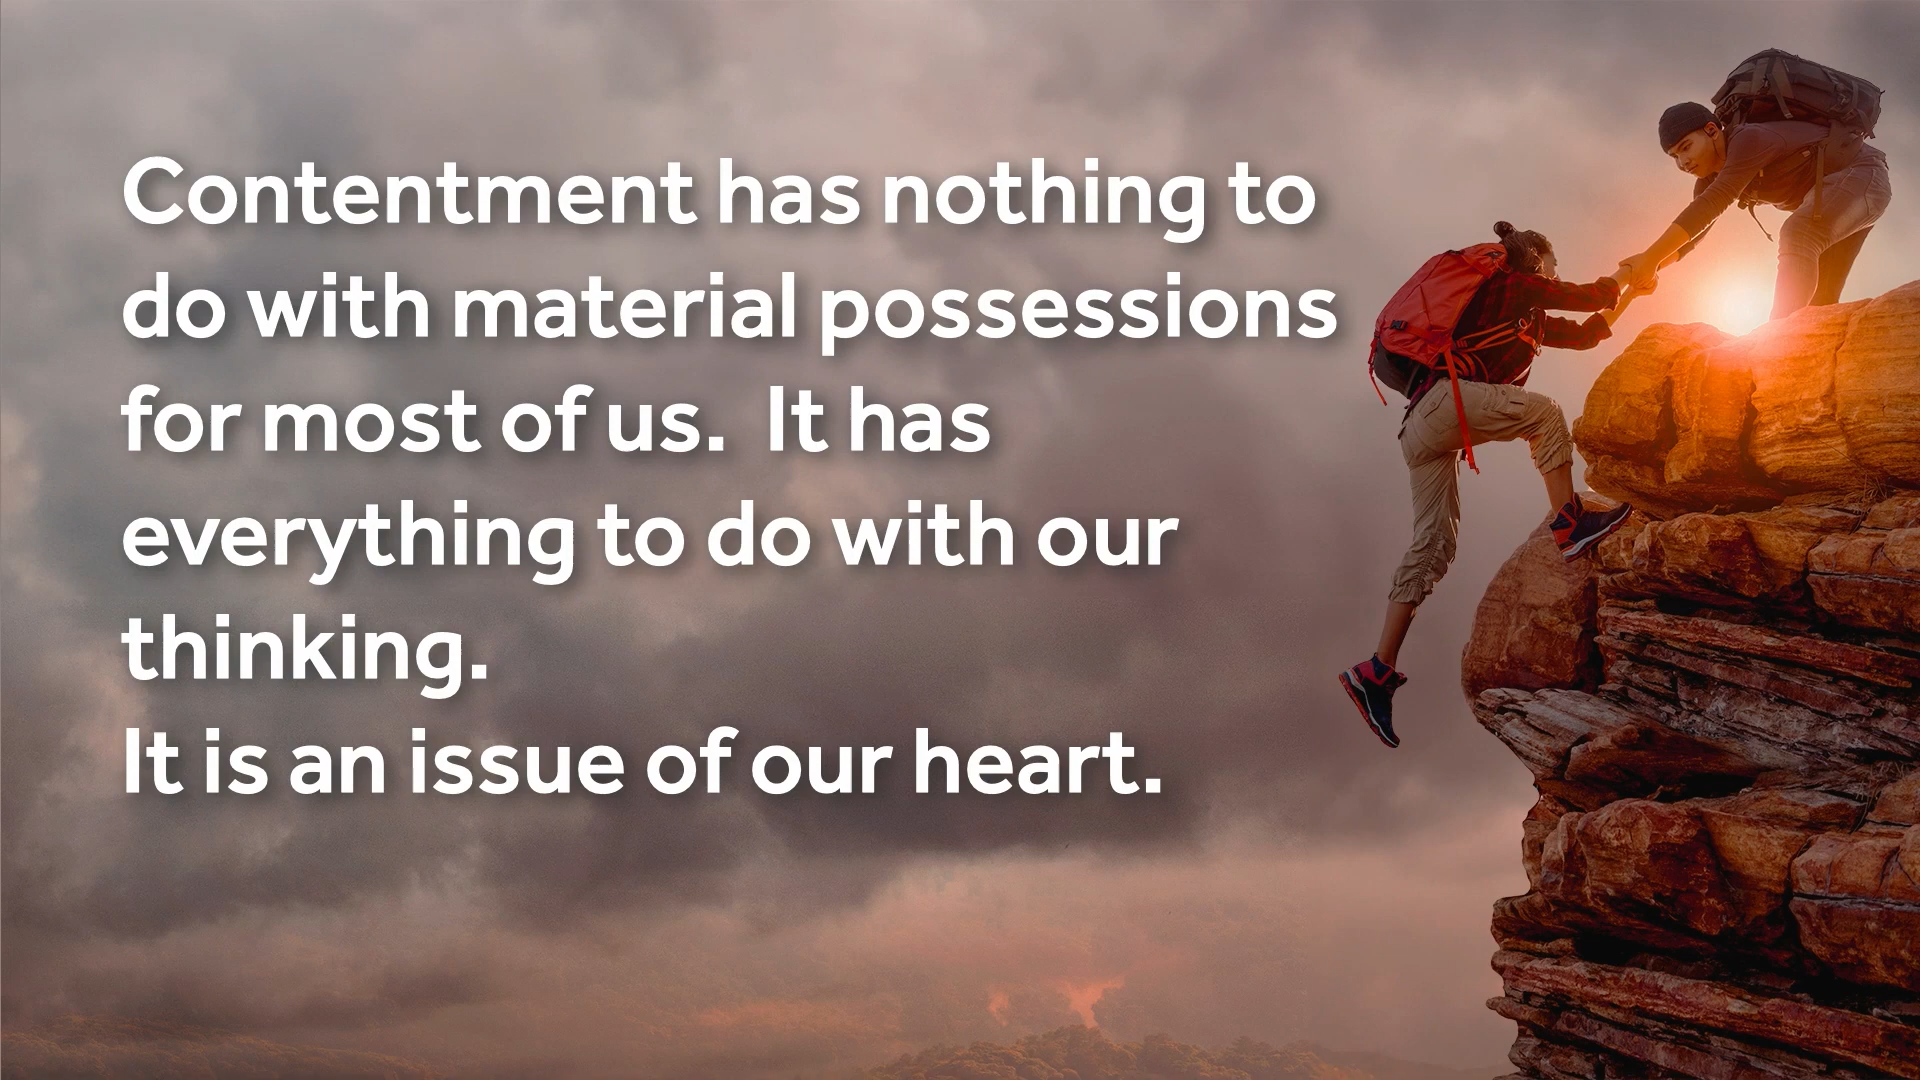 Contentment has nothing to
do with material possessions
for most of us.  It has
everything to do with our
thinking.
It is an issue of our heart.